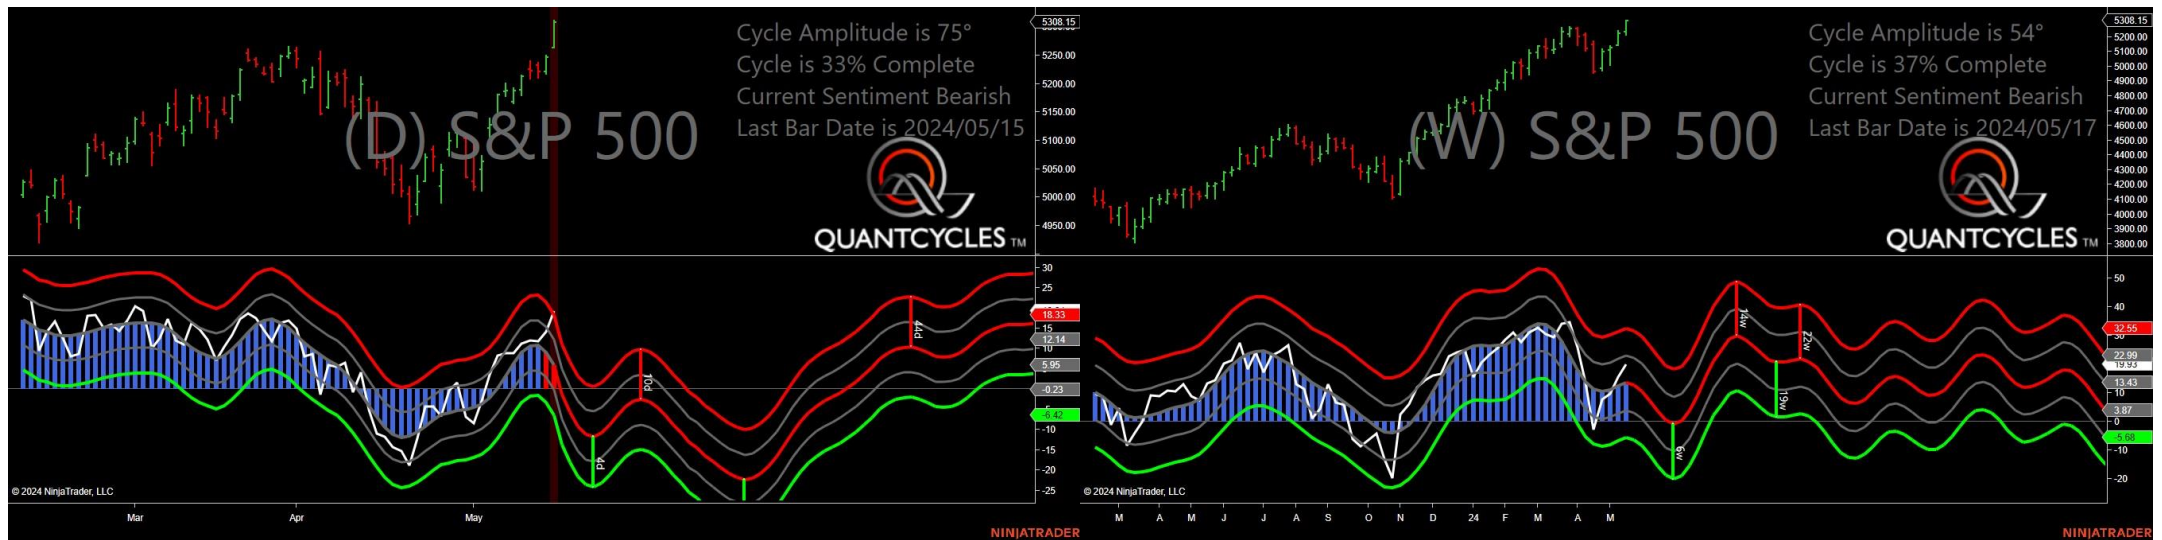 Cycle Amplitude is 75°
Cycle is 33% Complete
Current Sentiment Bearish
Last Bar Date is 2024/05/15
(D) S&P 500
QUANTCYCLES TM
5308.15
5250.00
5200.00
5150.00
5100.00
5050.00
5000.00
4950.00
30
25
18.33
15
12.14
10
5.95
-0.23
-6.42
-10
-15
-20
-25
4d
10d
44d
© 2024 NinjaTrader, LLC
Mar Apr May
NINJATRADER
Cycle Amplitude is 54°
Cycle is 37% Complete
Current Sentiment Bearish
Last Bar Date is 2024/05/17
(W) S&P 500
QUANTCYCLES TM
5308.15
5200.00
5100.00
5000.00
4900.00
4800.00
4700.00
4600.00
4500.00
4400.00
4300.00
4200.00
4100.00
4000.00
3900.00
3800.00
50
40
32.55
30
22.99
19.93
13.43
10
3.87
0
-5.68
-10
-20
6w
14w
19w
22w
© 2024 NinjaTrader, LLC
M A M J J A S O N D 24 F M A M
NINJATRADER